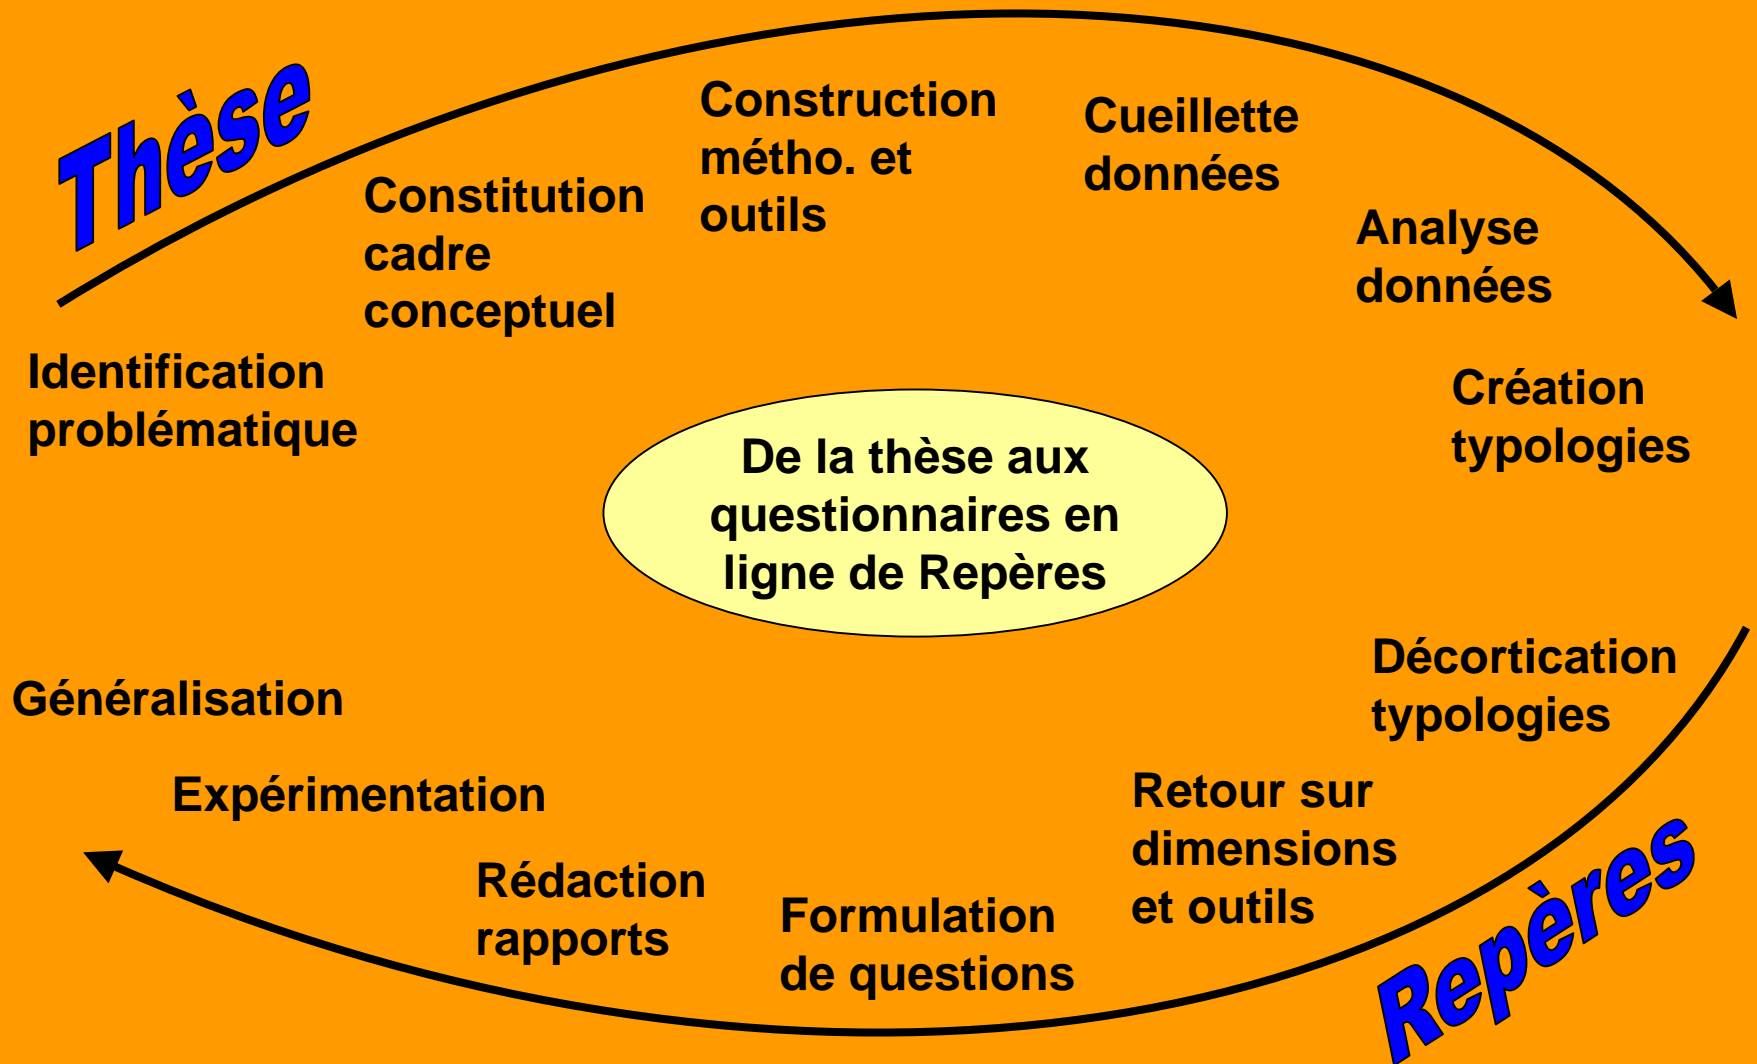 Thèse
Identification
problématique
Constitution
cadre
conceptuel
Construction
métho. et
outils
Cueillette
données
Analyse
données
Création
typologies
De la thèse aux
questionnaires en
ligne de Repères
Décortication
typologies
Retour sur
dimensions
et outils
Formulation
de questions
Rédaction
rapports
Expérimentation
Généralisation
Repères